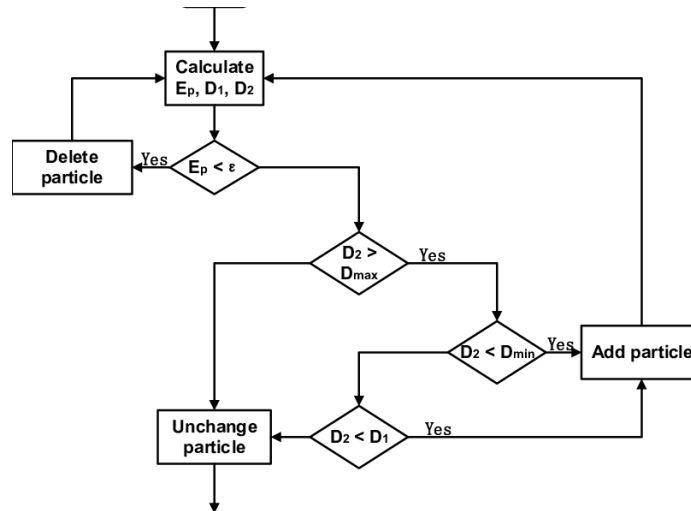 Calculate
Ep, D1, D2
Delete
particle
Yes
Ep < ε
D2 >
Dmax
Yes
D2 < Dmin
Yes
Add particle
Unchange
particle
D2 < D1
Yes